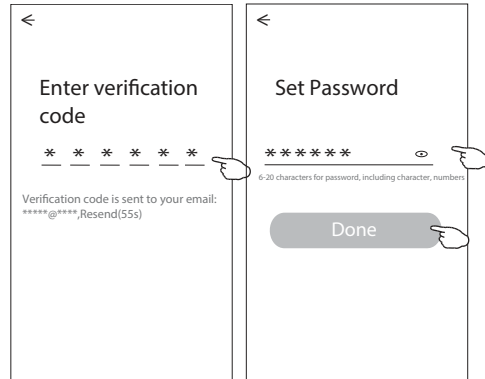 Enter verification
code
* * * * * *
Verification code is sent to your email:
*****@****,Resend(55s)
Set Password
******
6-20 characters for password, including character, numbers
Done